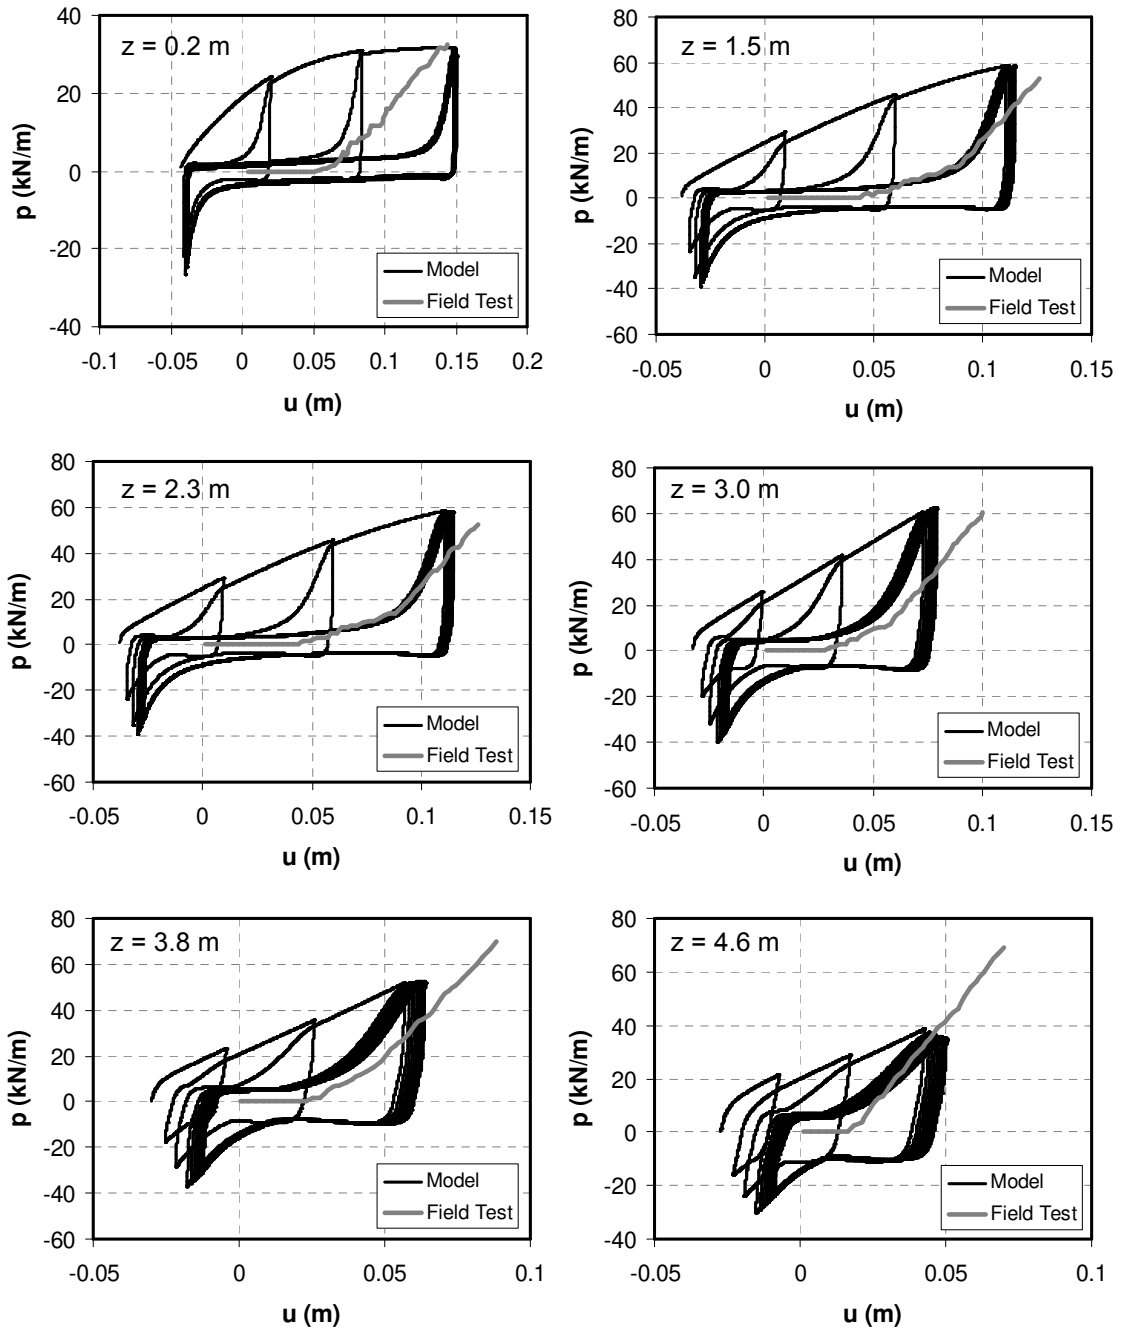 z = 0.2 m
40
20
0
-20
-40
p (kN/m)
Model
Field Test
-0.1 -0.05 0 0.05 0.1 0.15 0.2
u (m)
z = 1.5 m
80
60
40
20
0
-20
-40
-60
p (kN/m)
Model
Field Test
-0.05 0 0.05 0.1 0.15
u (m)
z = 2.3 m
80
60
40
20
0
-20
-40
-60
p (kN/m)
Model
Field Test
-0.05 0 0.05 0.1 0.15
u (m)
z = 3.0 m
80
60
40
20
0
-20
-40
-60
p (kN/m)
Model
Field Test
-0.05 0 0.05 0.1 0.15
u (m)
z = 3.8 m
80
60
40
20
0
-20
-40
-60
p (kN/m)
Model
Field Test
-0.05 0 0.05 0.1
u (m)
z = 4.6 m
80
60
40
20
0
-20
-40
p (kN/m)
Model
Field Test
-0.05 0 0.05 0.1
u (m)